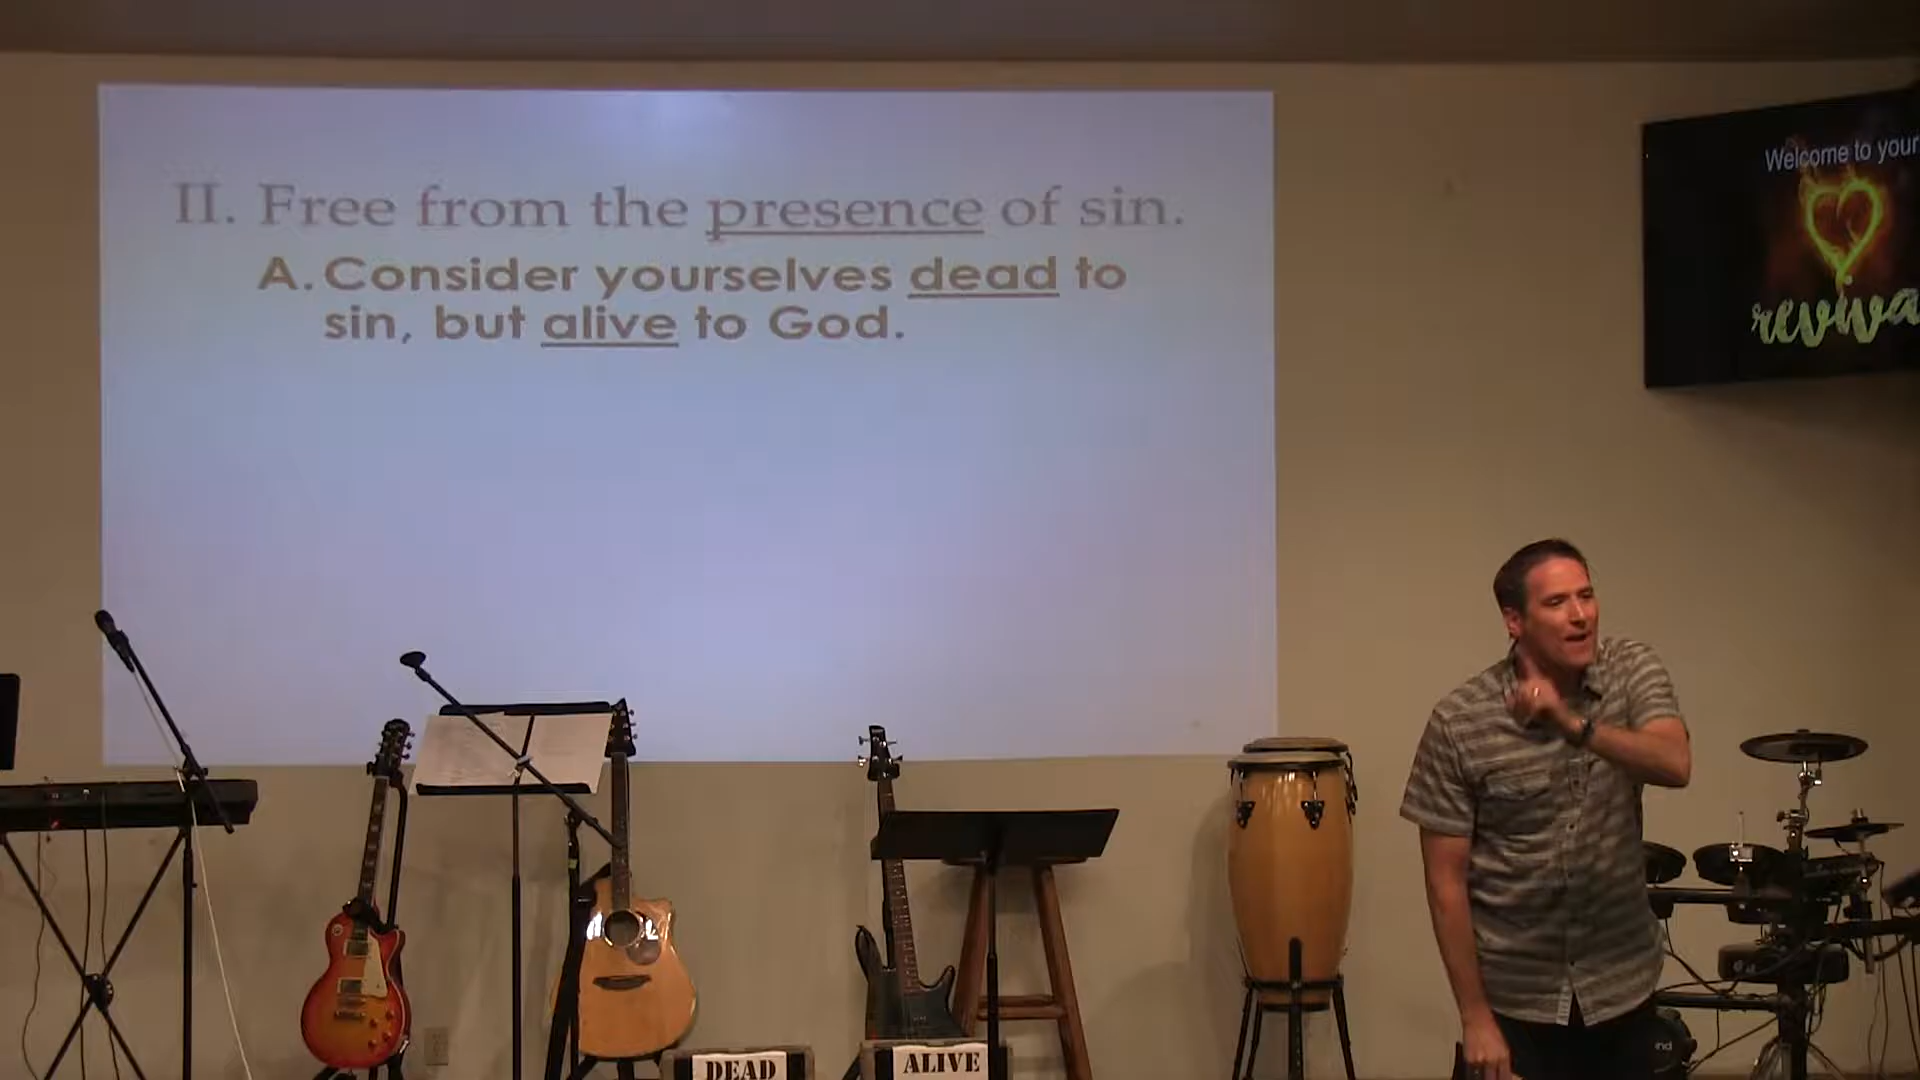 II. Free from the presence of sin.
A. Consider yourselves dead to
sin, but alive to God.
Welcome to your
reviva
DEAD
ALIVE